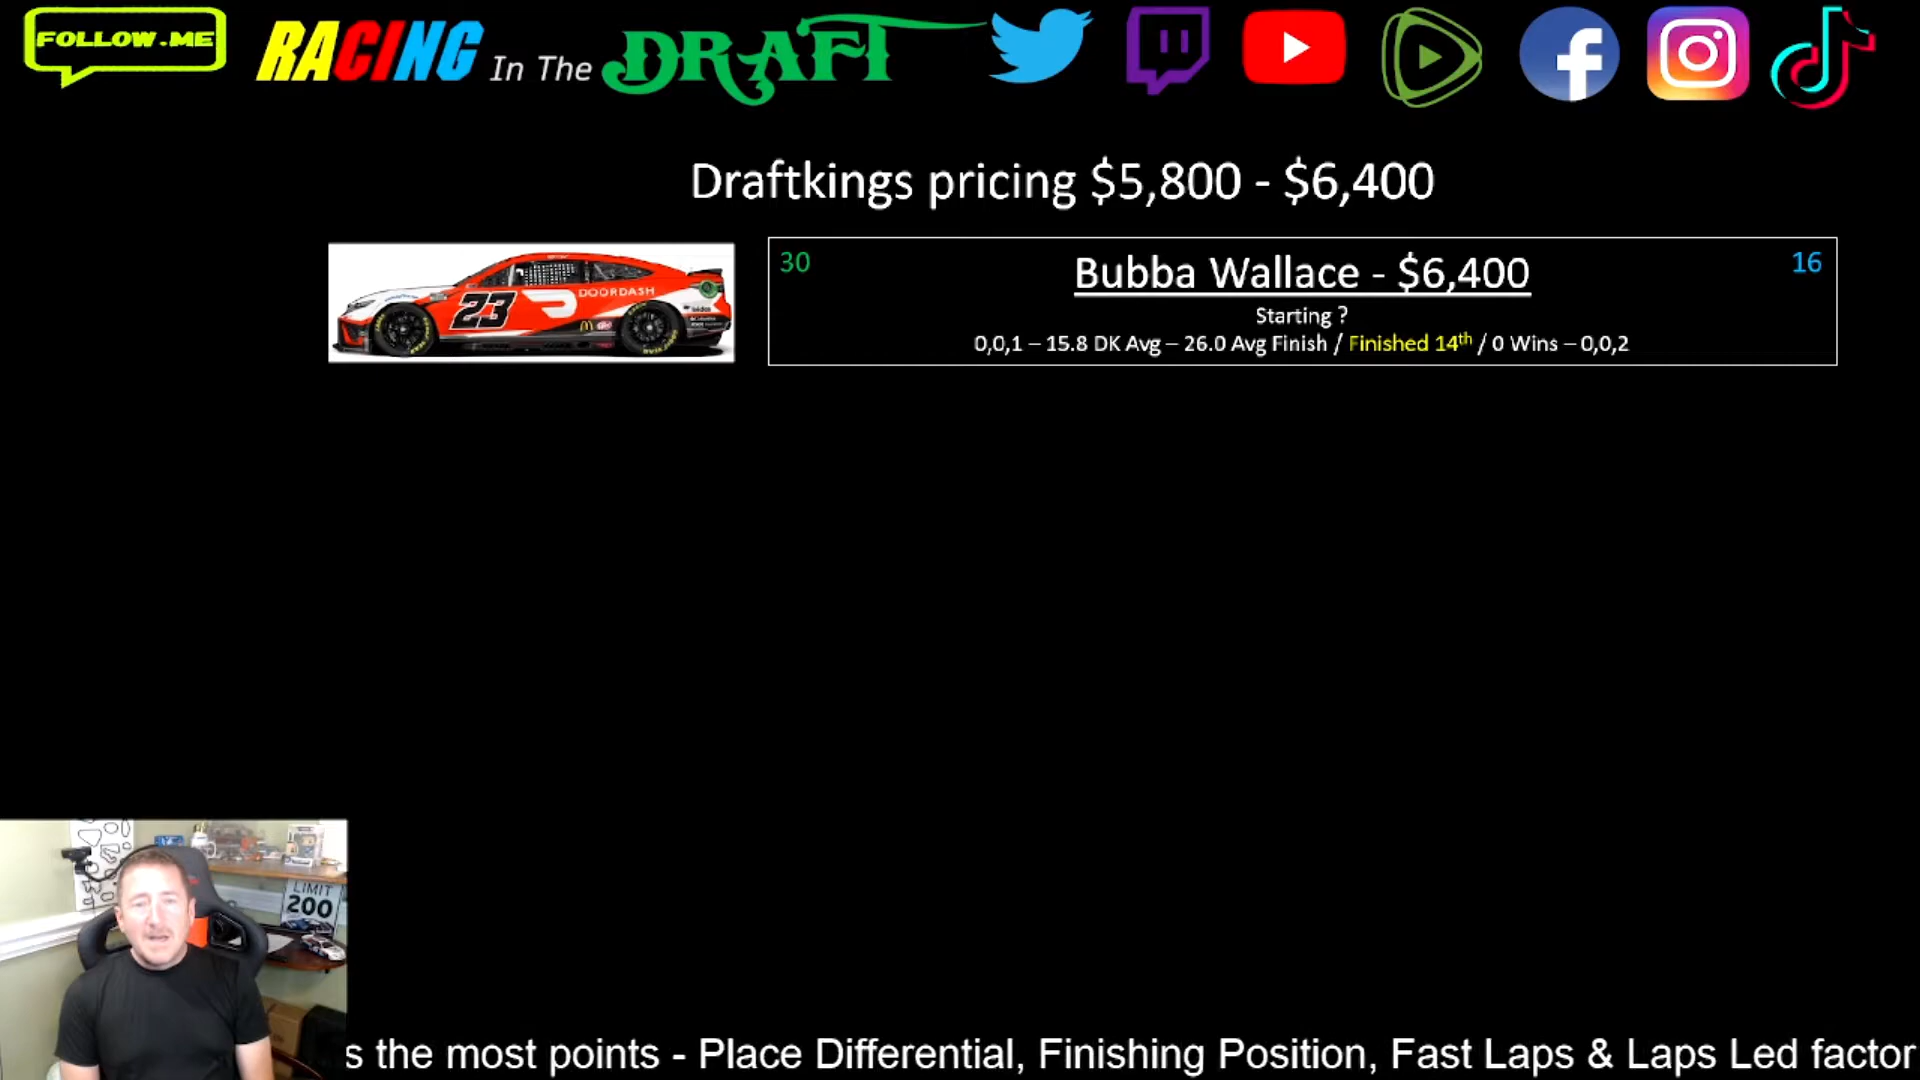 FOLLOW.ME
RACING In The DRAFT
Draftkings pricing $5,800 - $6,400
30
Bubba Wallace - $6,400
16
Starting ?
0,0,1 – 15.8 DK Avg – 26.0 Avg Finish / Finished 14th / 0 Wins – 0,0,2
23
DOORDASH
LIMIT
200
s the most points - Place Differential, Finishing Position, Fast Laps & Laps Led factor